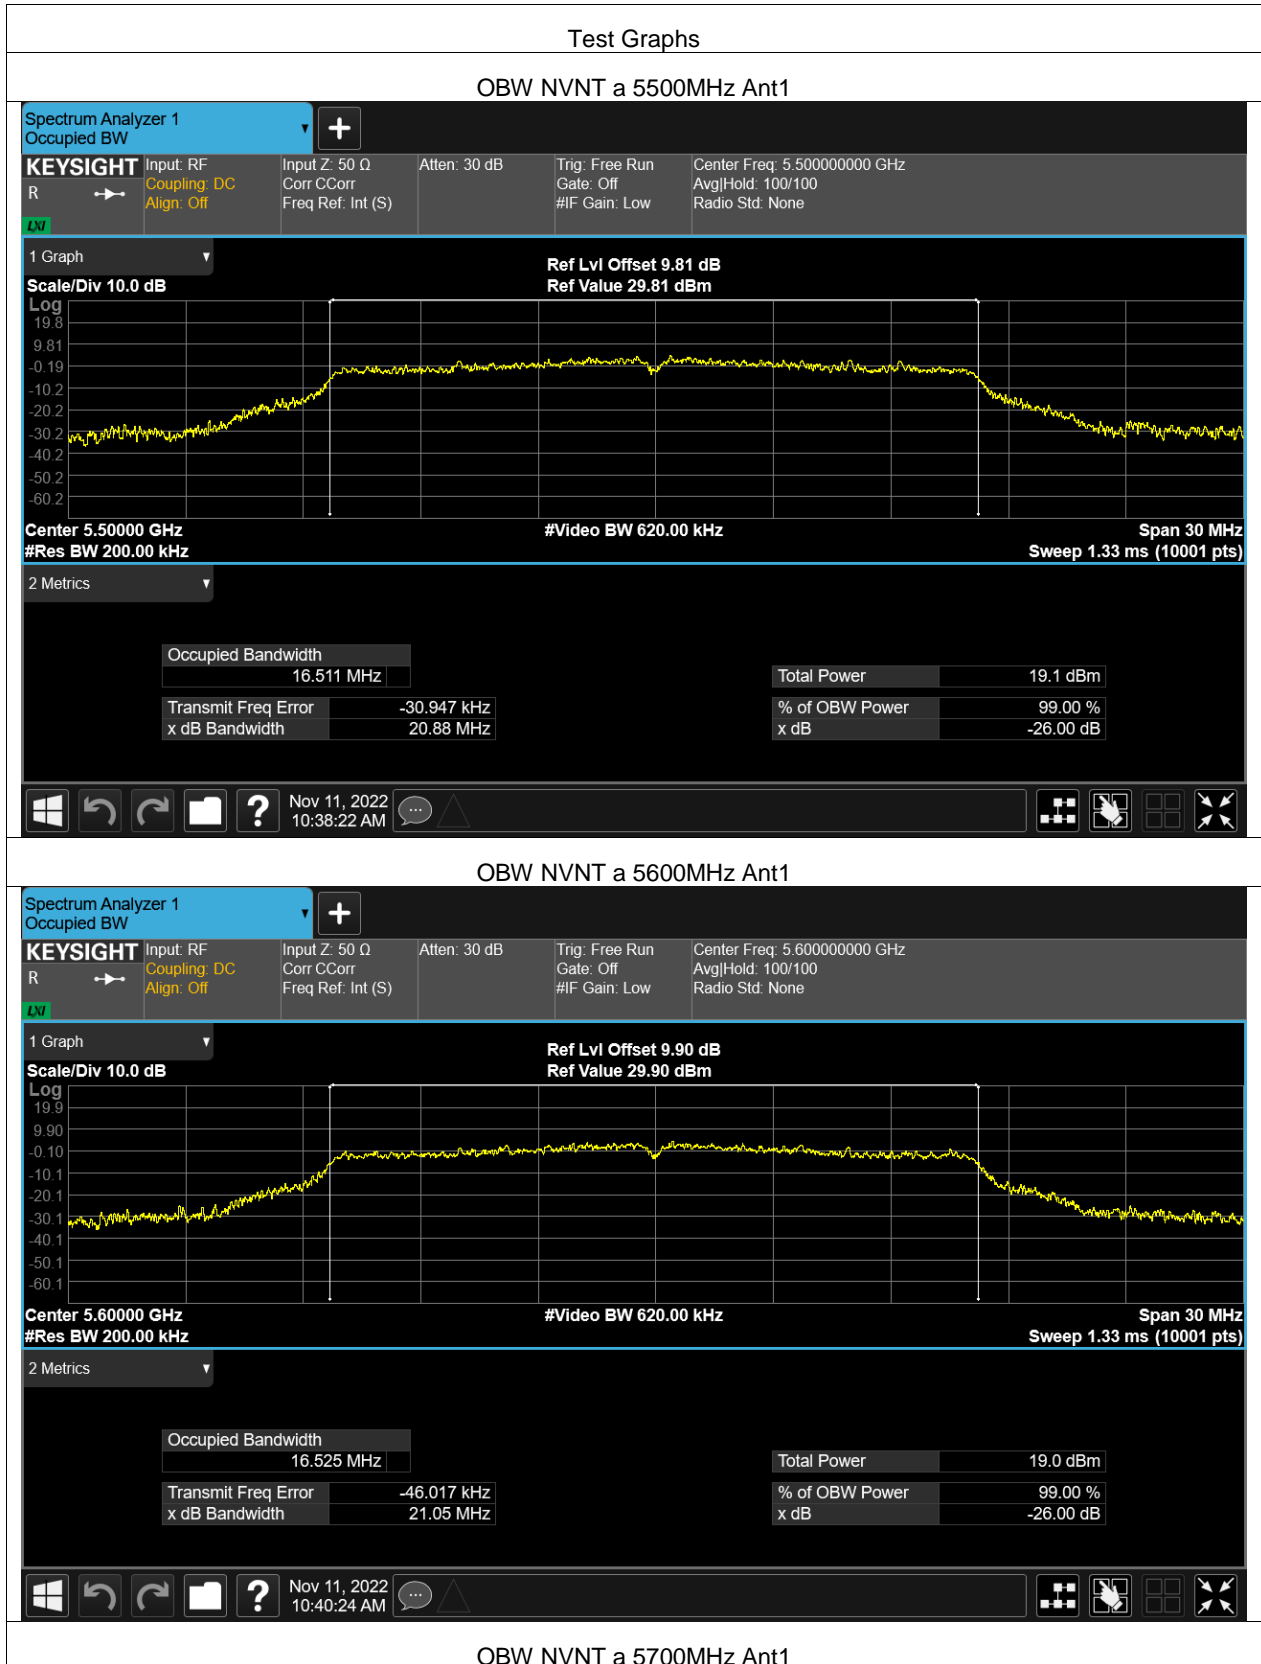 Test Graphs
OBW NVNT a 5500MHz Ant1
Spectrum Analyzer 1
Occupied BW
KEYSIGHT
R
LXI
Input: RF
Coupling: DC
Align: Off
Input Z: 50 Ω
Corr CCorr
Freq Ref: Int (S)
Atten: 30 dB
Trig: Free Run
Gate: Off
#IF Gain: Low
Center Freq: 5.500000000 GHz
Avg|Hold: 100/100
Radio Std: None
1 Graph
Scale/Div 10.0 dB
Ref Lvl Offset 9.81 dB
Ref Value 29.81 dBm
Log
19.8
9.81
-0.19
-10.2
-20.2
-30.2
-40.2
-50.2
-60.2
Center 5.50000 GHz
#Res BW 200.00 kHz
#Video BW 620.00 kHz
Span 30 MHz
Sweep 1.33 ms (10001 pts)
2 Metrics
Occupied Bandwidth
16.511 MHz
Transmit Freq Error -30.947 kHz
x dB Bandwidth 20.88 MHz
Total Power 19.1 dBm
% of OBW Power 99.00 %
x dB -26.00 dB
Nov 11, 2022
10:38:22 AM
OBW NVNT a 5600MHz Ant1
Spectrum Analyzer 1
Occupied BW
KEYSIGHT
R
LXI
Input: RF
Coupling: DC
Align: Off
Input Z: 50 Ω
Corr CCorr
Freq Ref: Int (S)
Atten: 30 dB
Trig: Free Run
Gate: Off
#IF Gain: Low
Center Freq: 5.600000000 GHz
Avg|Hold: 100/100
Radio Std: None
1 Graph
Scale/Div 10.0 dB
Ref Lvl Offset 9.90 dB
Ref Value 29.90 dBm
Log
19.9
9.90
-0.10
-10.1
-20.1
-30.1
-40.1
-50.1
-60.1
Center 5.60000 GHz
#Res BW 200.00 kHz
#Video BW 620.00 kHz
Span 30 MHz
Sweep 1.33 ms (10001 pts)
2 Metrics
Occupied Bandwidth
16.525 MHz
Transmit Freq Error -46.017 kHz
x dB Bandwidth 21.05 MHz
Total Power 19.0 dBm
% of OBW Power 99.00 %
x dB -26.00 dB
Nov 11, 2022
10:40:24 AM
OBW NVNT a 5700MHz Ant1